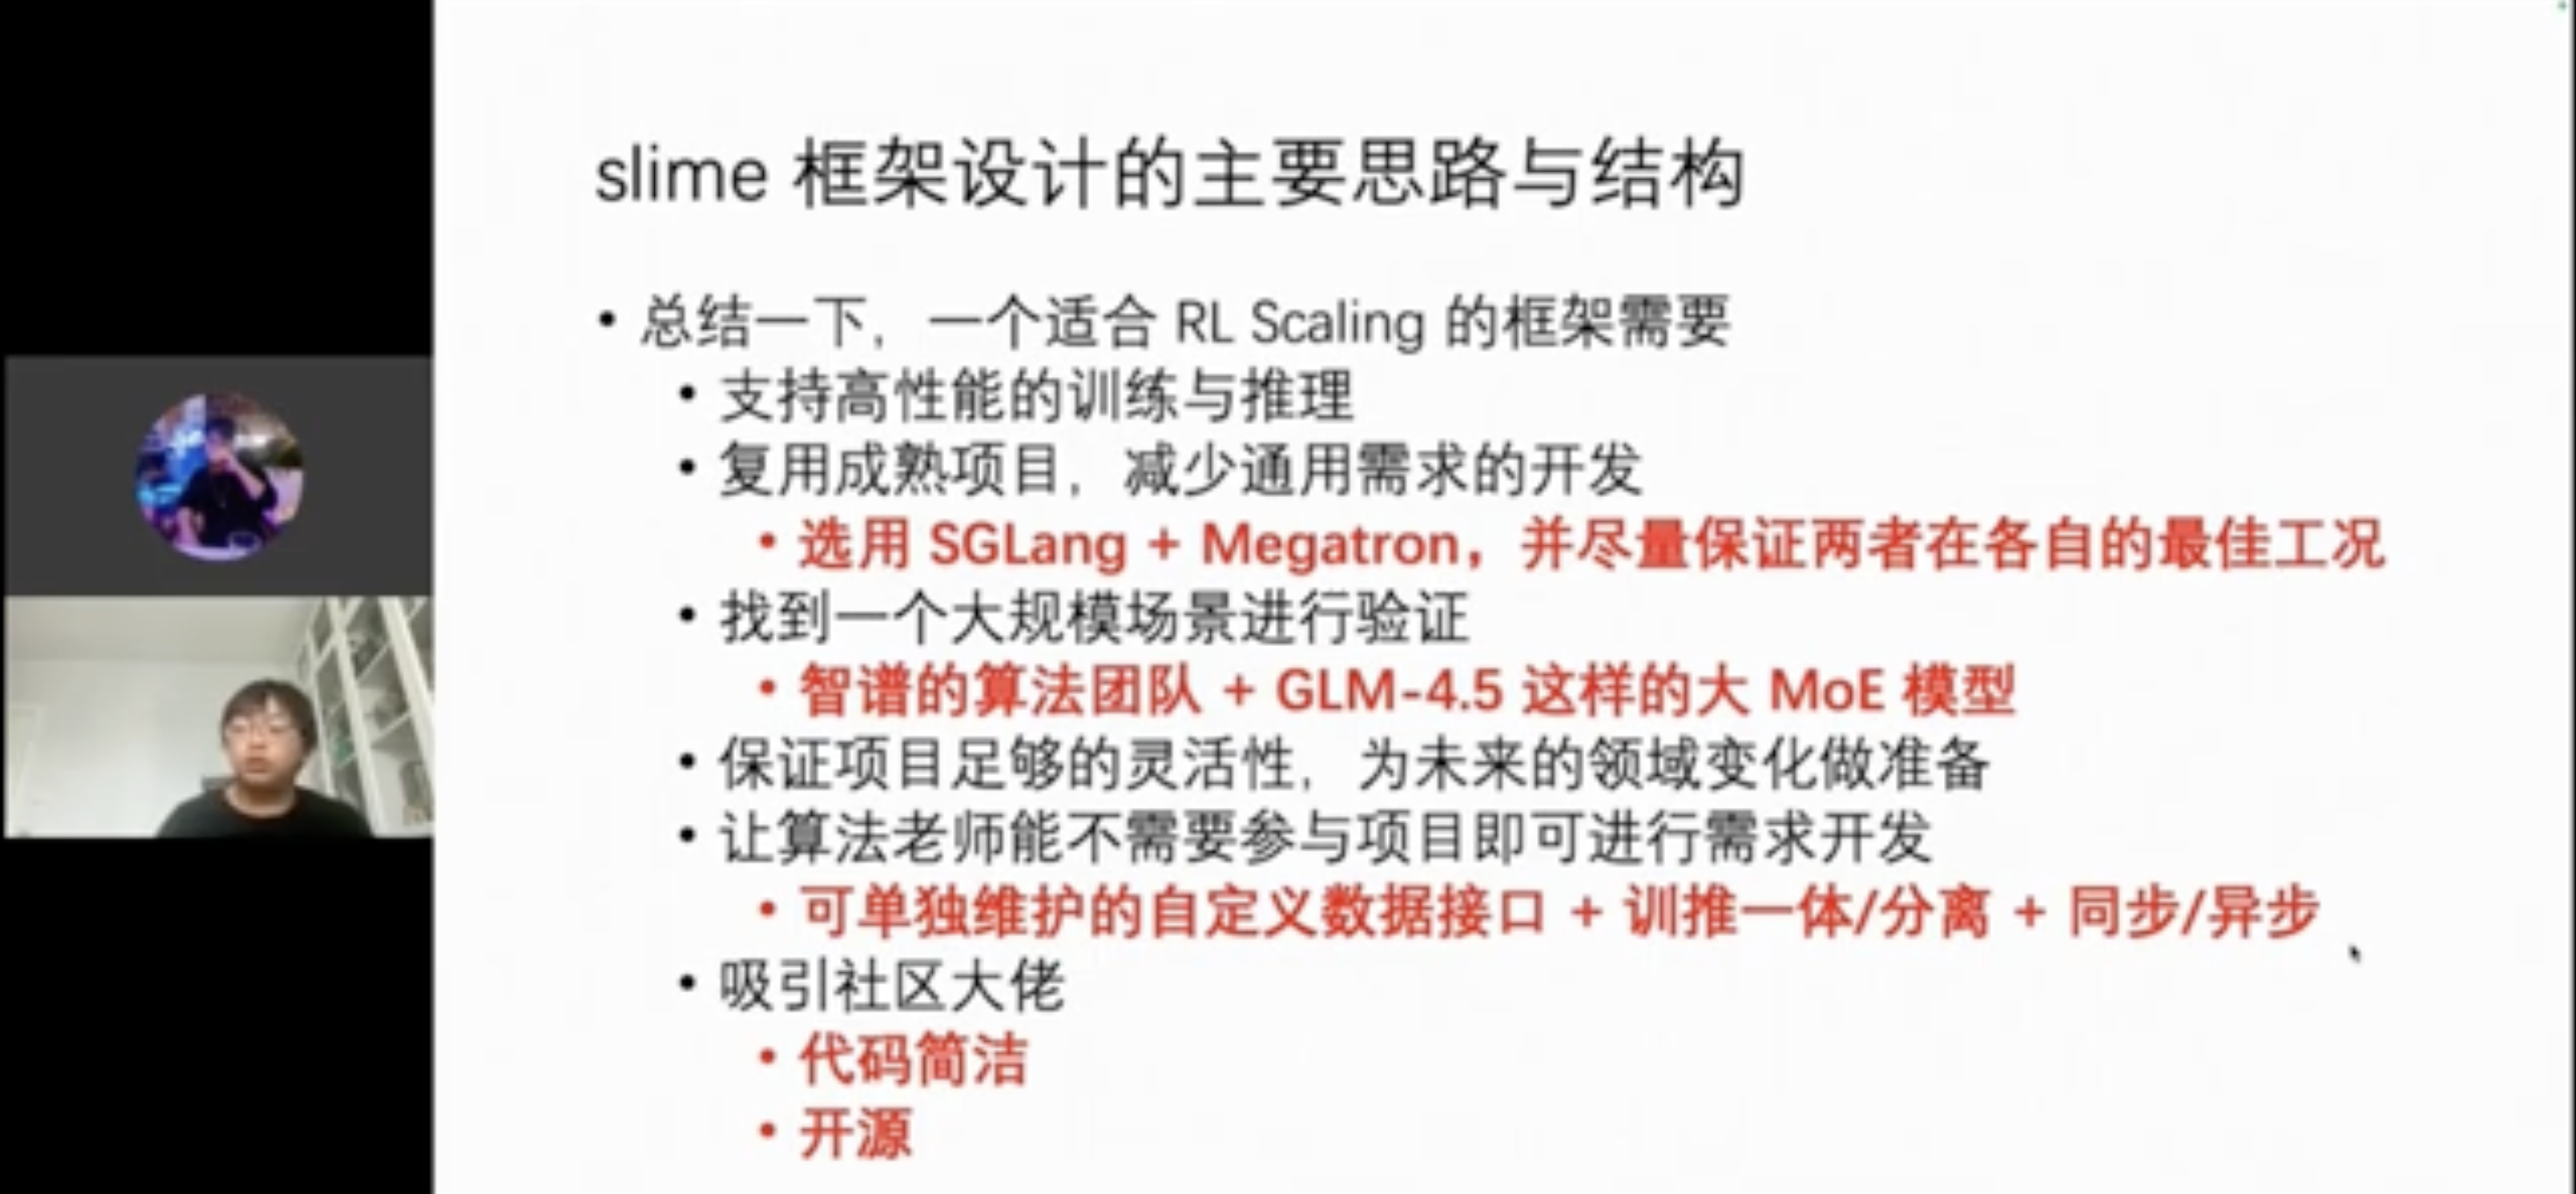 slime 框架设计的主要思路与结构
• 总结一下，一个适合 RL Scaling 的框架需要
• 支持高性能的训练与推理
• 复用成熟项目，减少通用需求的开发
• 选用 SGLang + Megatron，并尽量保证两者在各自的最佳工况
• 找到一个大规模场景进行验证
• 智谱的算法团队 + GLM-4.5 这样的大 MoE 模型
• 保证项目足够的灵活性，为未来的领域变化做准备
• 让算法老师能不需要参与项目即可进行需求开发
• 可单独维护的自定义数据接口 + 训推一体/分离 + 同步/异步
• 吸引社区大佬
• 代码简洁
• 开源